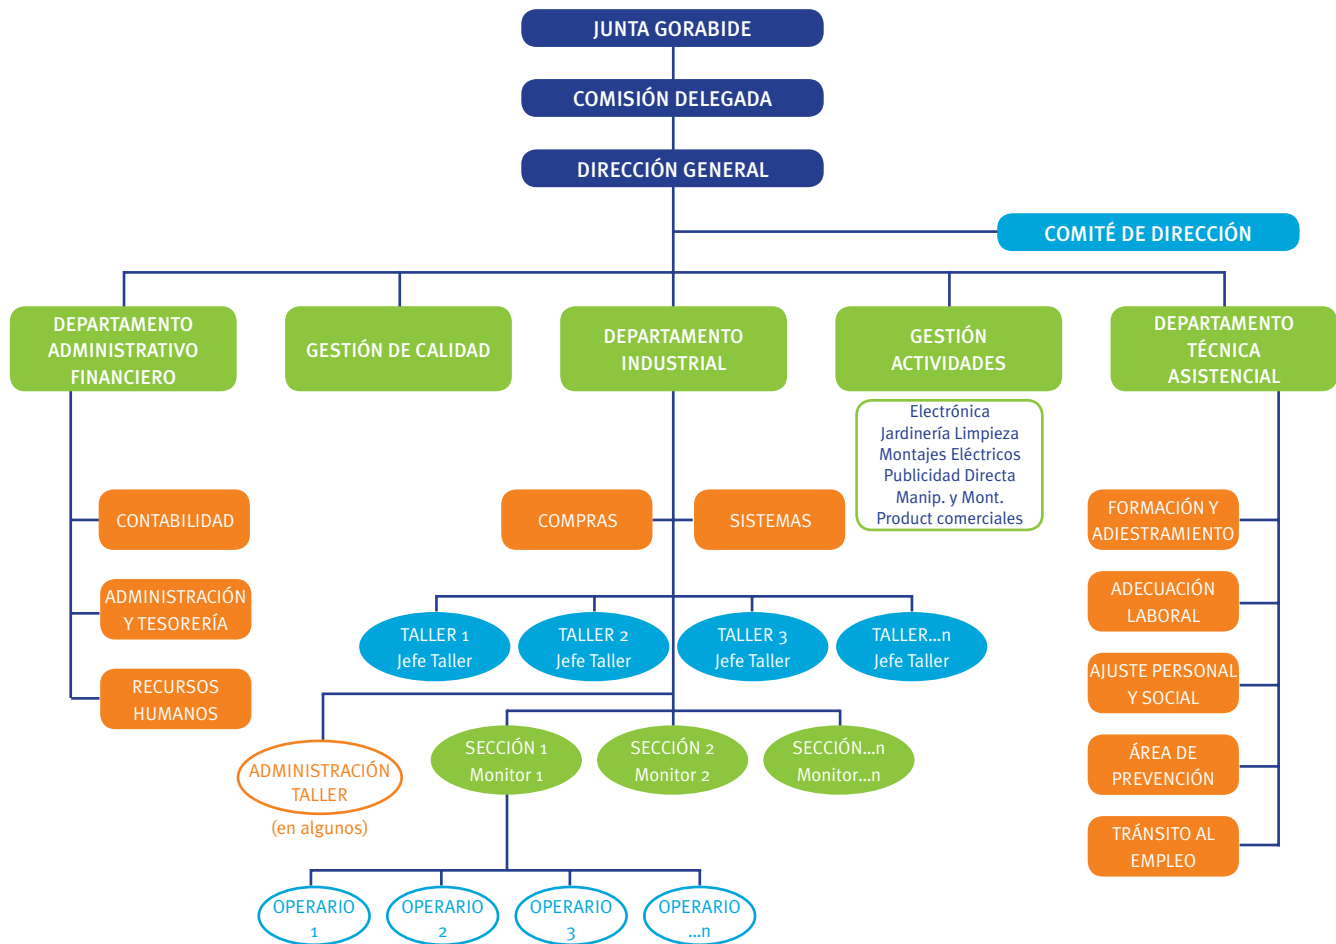 JUNTA GORABIDE
COMISIÓN DELEGADA
DIRECCIÓN GENERAL
COMITÉ DE DIRECCIÓN
DEPARTAMENTO
ADMINISTRATIVO
FINANCIERO
GESTIÓN DE CALIDAD
DEPARTAMENTO
INDUSTRIAL
GESTIÓN
ACTIVIDADES
DEPARTAMENTO
TÉCNICA
ASISTENCIAL
Electrónica
Jardinería Limpieza
Montajes Eléctricos
Publicidad Directa
Manip. y Mont.
Product comerciales
CONTABILIDAD
ADMINISTRACIÓN
Y TESORERÍA
RECURSOS
HUMANOS
COMPRAS
SISTEMAS
FORMACIÓN Y
ADIESTRAMIENTO
ADECUACIÓN
LABORAL
AJUSTE PERSONAL
Y SOCIAL
ÁREA DE
PREVENCIÓN
TRÁNSITO AL
EMPLEO
TALLER 1
Jefe Taller
TALLER 2
Jefe Taller
TALLER 3
Jefe Taller
TALLER...n
Jefe Taller
ADMINISTRACIÓN
TALLER
(en algunos)
SECCIÓN 1
Monitor 1
SECCIÓN 2
Monitor 2
SECCIÓN...n
Monitor...n
OPERARIO
1
OPERARIO
2
OPERARIO
3
OPERARIO
...n